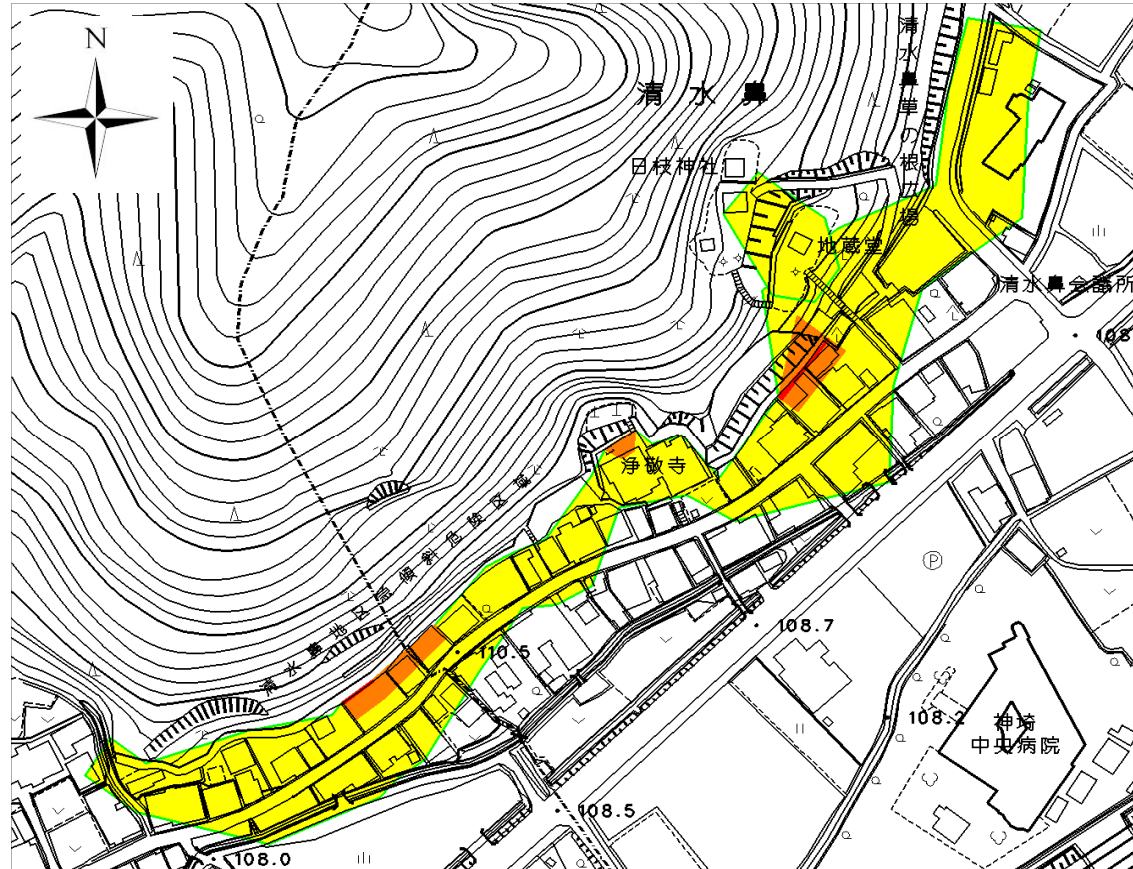 N
清水鼻
清水鼻草の根広場
日枝神社
地蔵堂
清水鼻会議所
108
浄敬寺
清水鼻地区急傾斜危険区域
P
110.5
108.7
108.2
神埼
中央病院
108.5
108.0